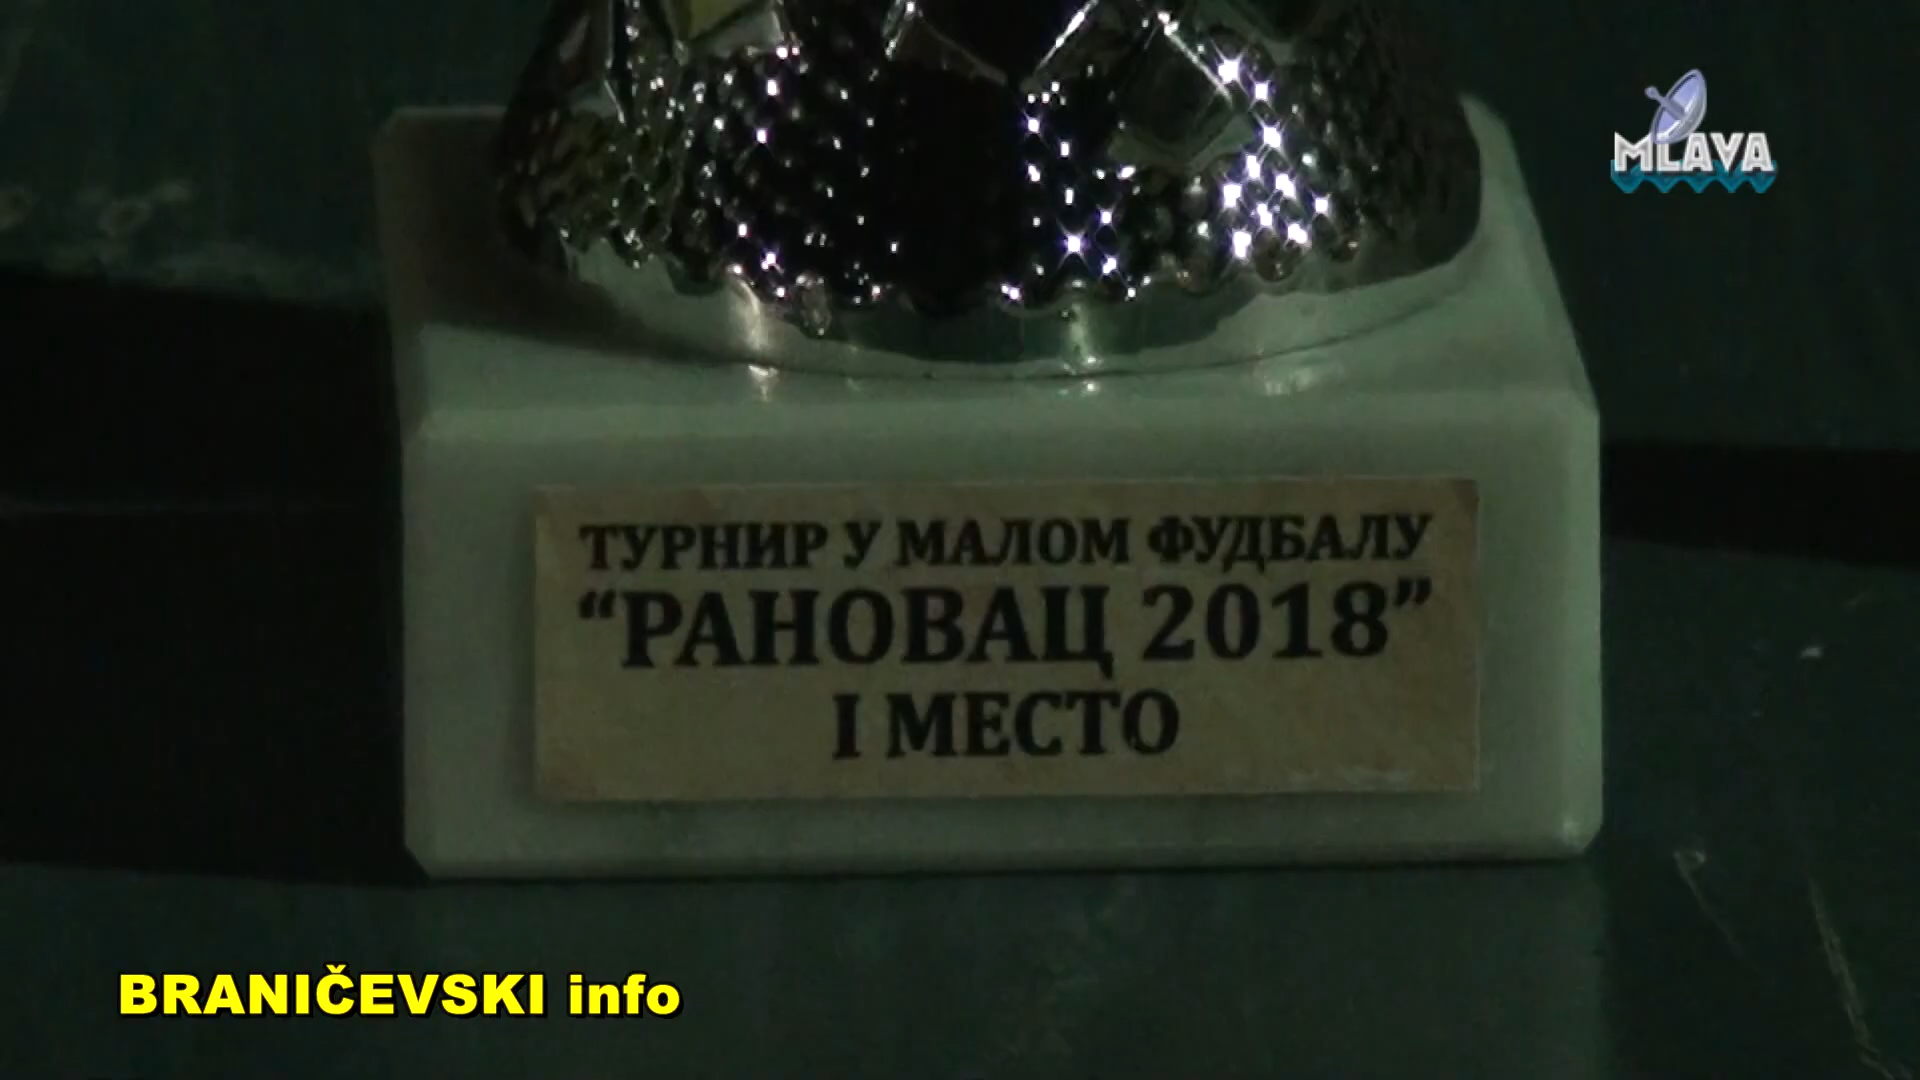 MLAVA
ТУРНИР У МАЛОМ ФУДБАЛУ
“РАНОВАЦ 2018”
I МЕСТО
BRANIČEVSKI info